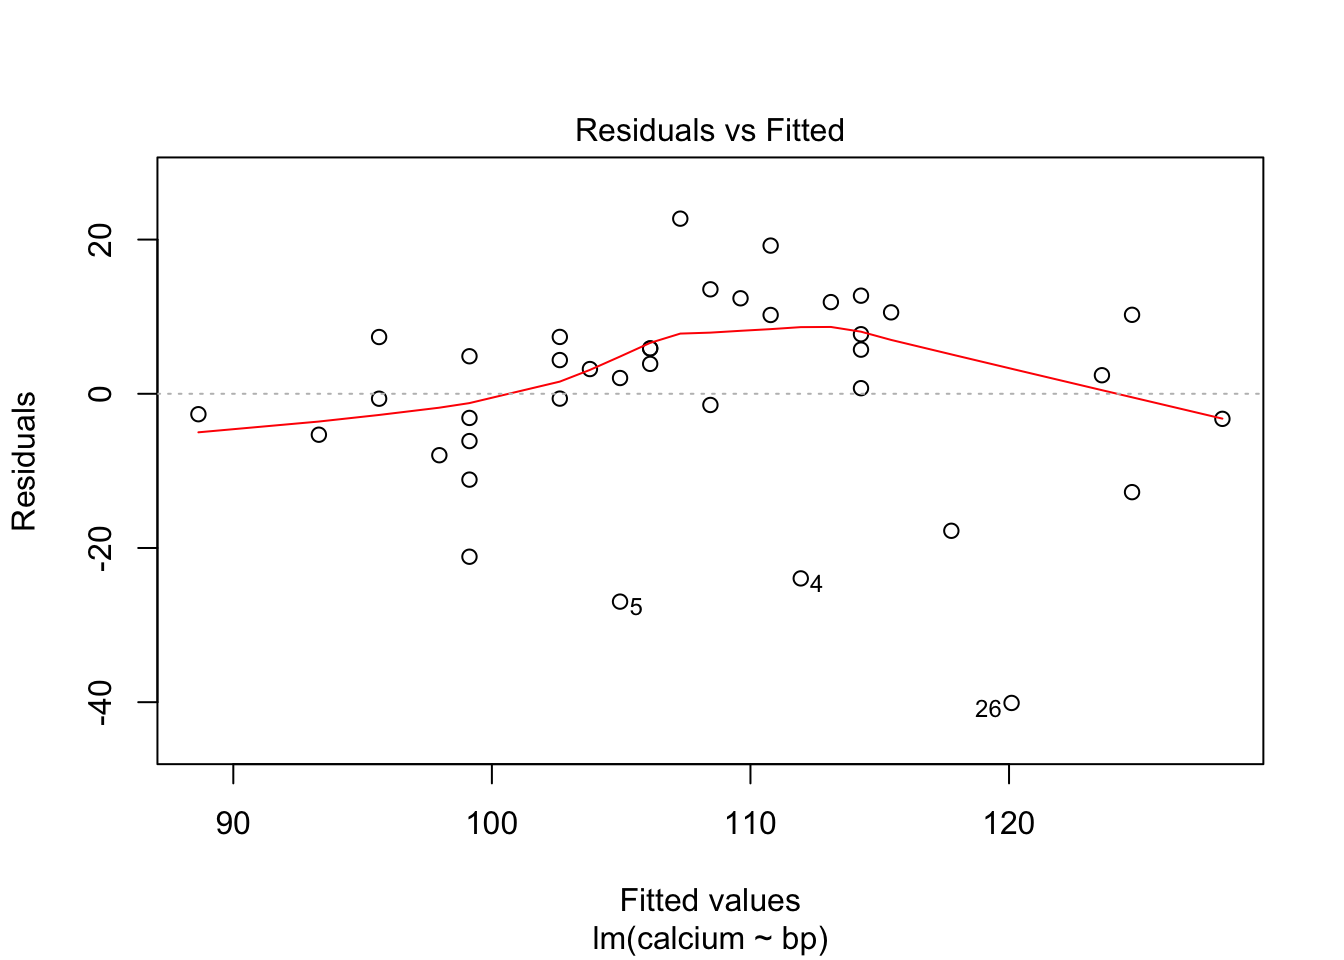 Residuals vs Fitted
Residuals
20
0
-20
-40
5
4
26
90 100 110 120
Fitted values
lm(calcium ~ bp)